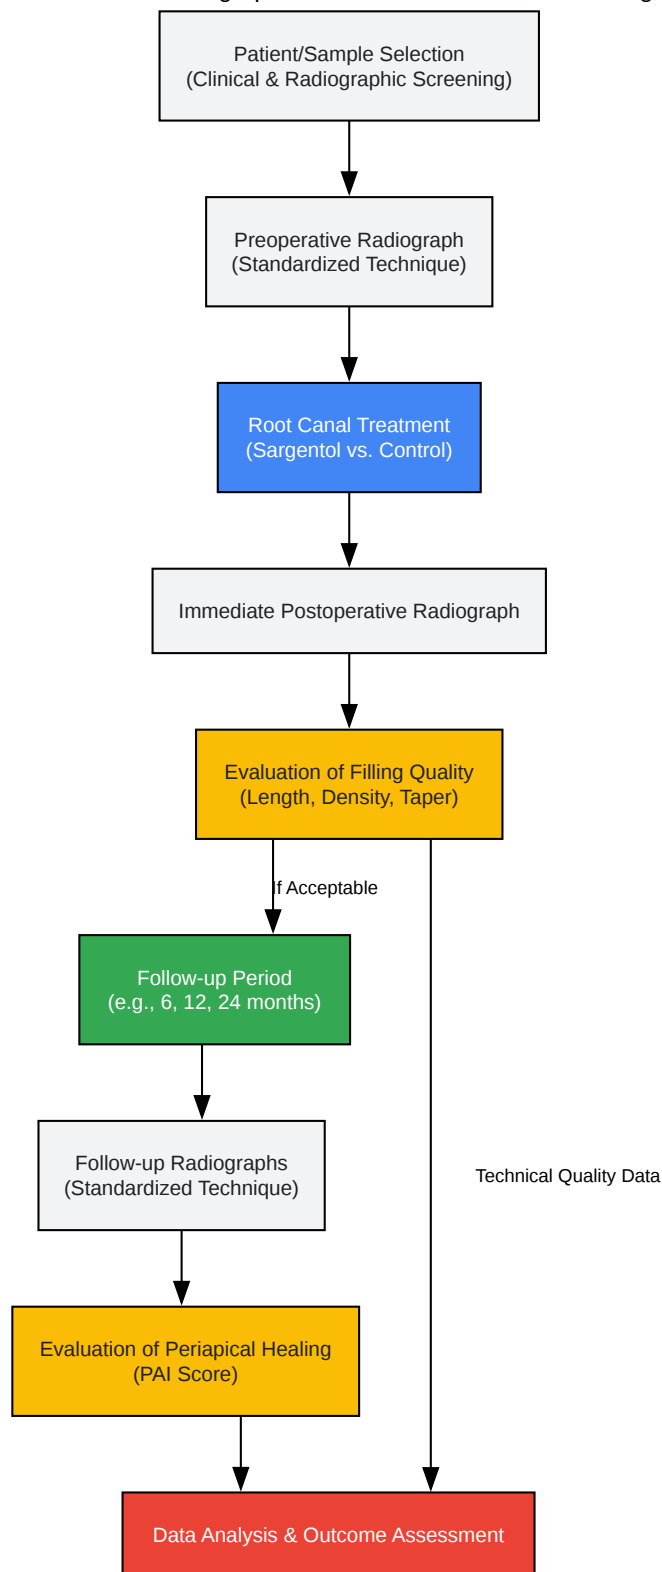 Patient/Sample Selection
(Clinical & Radiographic Screening)
Preoperative Radiograph
(Standardized Technique)
Root Canal Treatment
(Sargentol vs. Control)
Immediate Postoperative Radiograph
Evaluation of Filling Quality
(Length, Density, Taper)
If Acceptable
Follow-up Period
(e.g., 6, 12, 24 months)
Follow-up Radiographs
(Standardized Technique)
Technical Quality Data
Evaluation of Periapical Healing
(PAI Score)
Data Analysis & Outcome Assessment